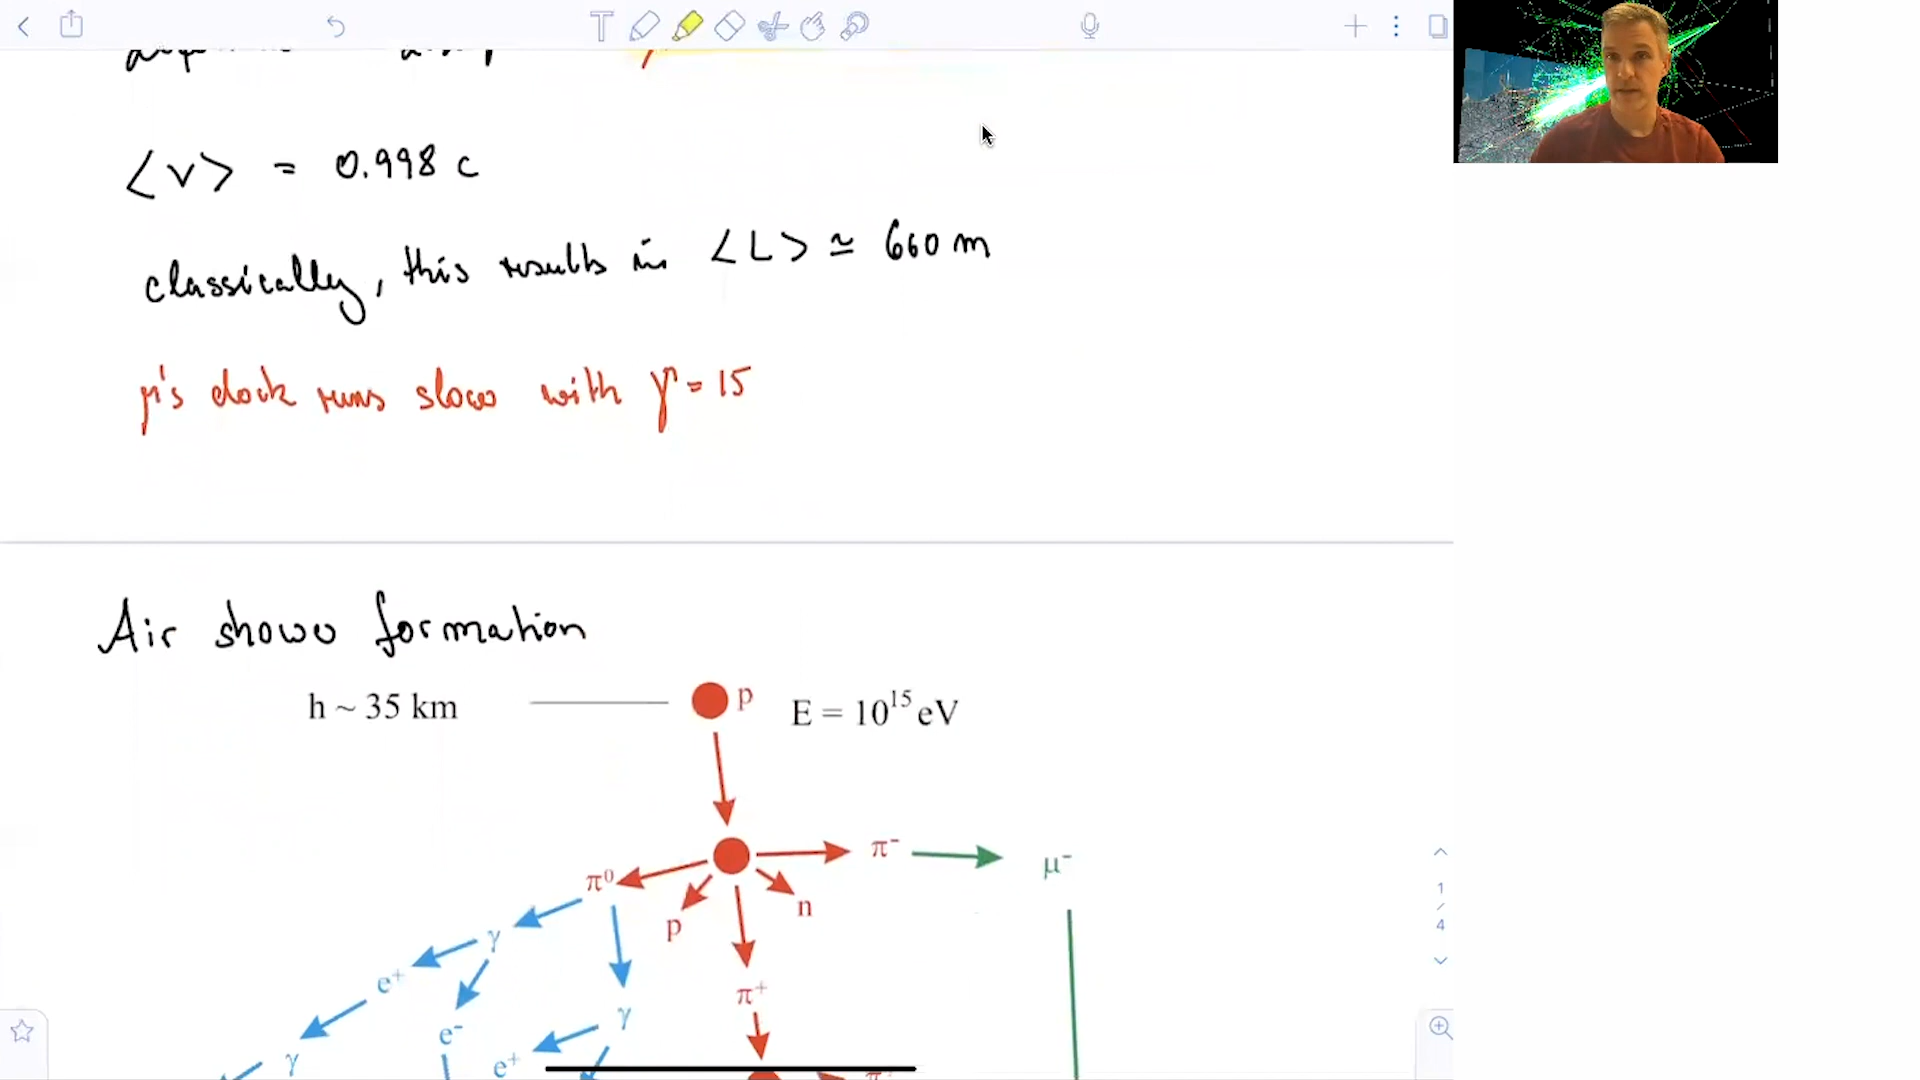 <v> = 0.998 c
classically, this results in <L> ≃ 660 m
μ's clock runs slow with γ = 15
Air shower formation
h ~ 35 km
p
E = 10¹⁵ eV
π⁻
μ⁻
π⁰
n
p
γ
e⁺
π⁺
γ
e⁻
e⁺
γ
1
/
4